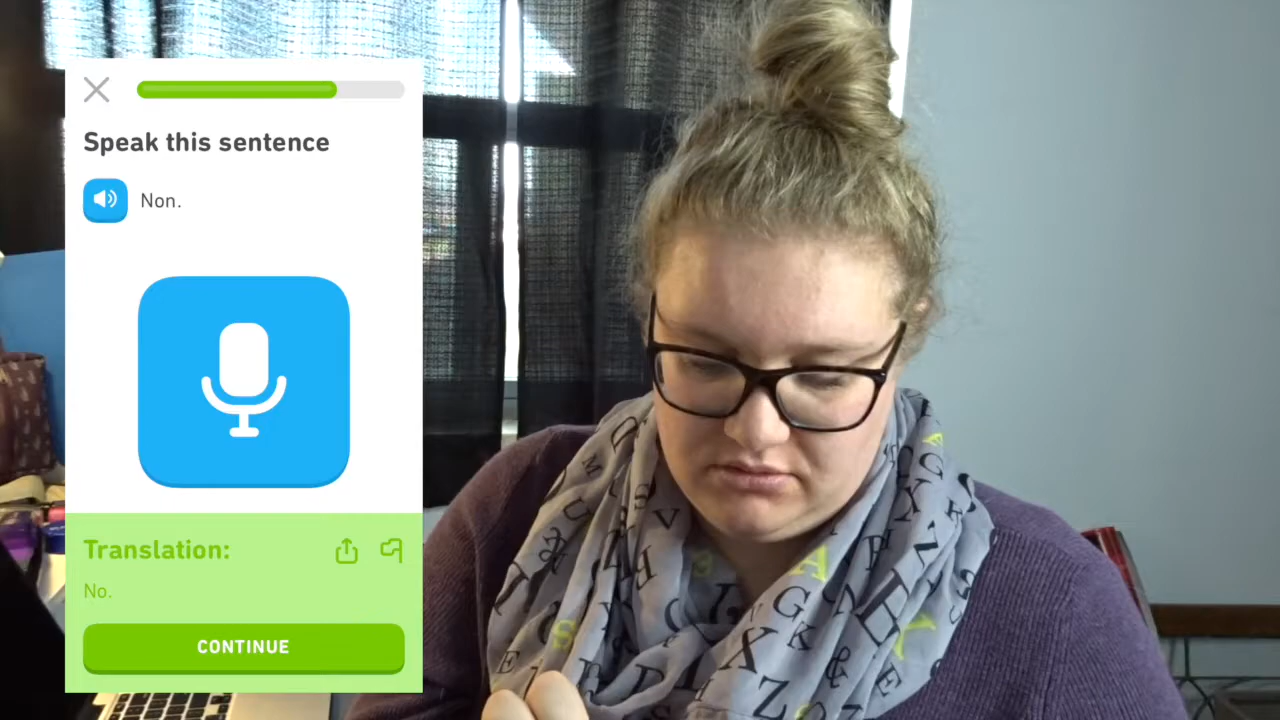 Speak this sentence
Non.
Translation:
No.
CONTINUE